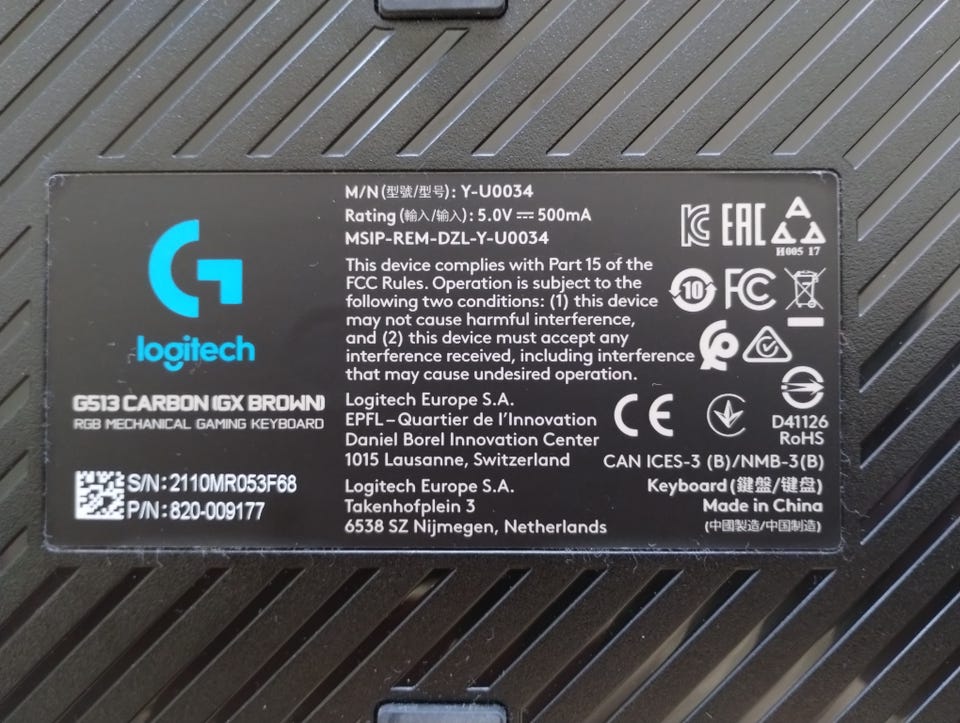 logitech
G513 CARBON (GX BROWN)
RGB MECHANICAL GAMING KEYBOARD
S/N: 2110MR053F68
P/N: 820-009177
M/N (型號/型号): Y-U0034
Rating (輸入/输入): 5.0V ⎓ 500mA
MSIP-REM-DZL-Y-U0034
This device complies with Part 15 of the
FCC Rules. Operation is subject to the
following two conditions: (1) this device
may not cause harmful interference,
and (2) this device must accept any
interference received, including interference
that may cause undesired operation.
Logitech Europe S.A.
EPFL – Quartier de l'Innovation
Daniel Borel Innovation Center
1015 Lausanne, Switzerland
Logitech Europe S.A.
Takenhofplein 3
6538 SZ Nijmegen, Netherlands
EAC
H005 17
10 FC
CE
D41126
RoHS
CAN ICES-3 (B)/NMB-3(B)
Keyboard (鍵盤/键盘)
Made in China
(中國製造/中国制造)